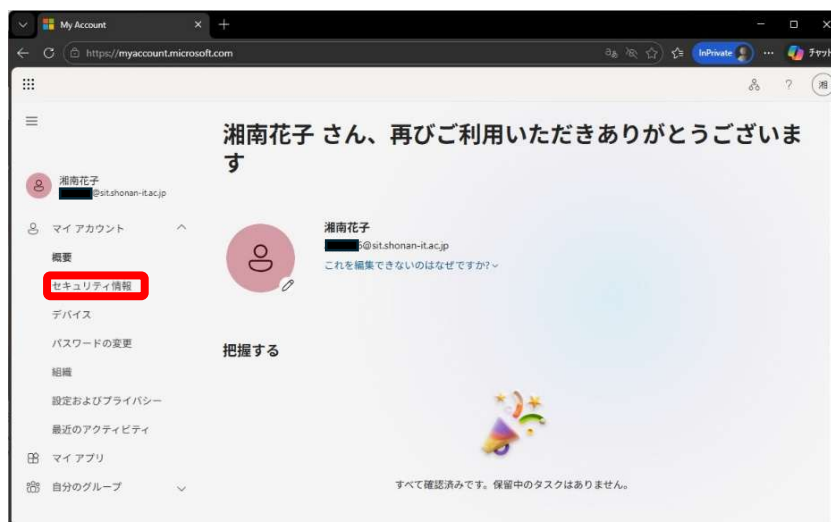 My Account
https://myaccount.microsoft.com
InPrivate
チャット
湘
湘南花子 さん、再びご利用いただきありがとうございま
す
湘南花子
@sit.shonan-it.ac.jp
マイ アカウント
概要
セキュリティ情報
デバイス
パスワードの変更
組織
設定およびプライバシー
最近のアクティビティ
マイ アプリ
自分のグループ
湘南花子
@sit.shonan-it.ac.jp
これを編集できないのはなぜですか?
把握する
すべて確認済みです。保留中のタスクはありません。